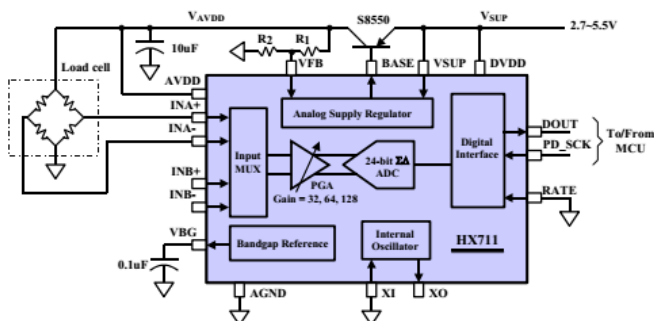 V_AVDD
S8550
V_SUP
2.7~5.5V
R2
R1
10uF
VFB
BASE
VSUP
DVDD
Load cell
AVDD
INA+
INA-
INB+
INB-
VBG
0.1uF
Analog Supply Regulator
Input
MUX
PGA
Gain = 32, 64, 128
24-bit ΣΔ
ADC
Digital
Interface
DOUT
PD_SCK
To/From
MCU
RATE
Bandgap Reference
Internal
Oscillator
HX711
AGND
XI
XO